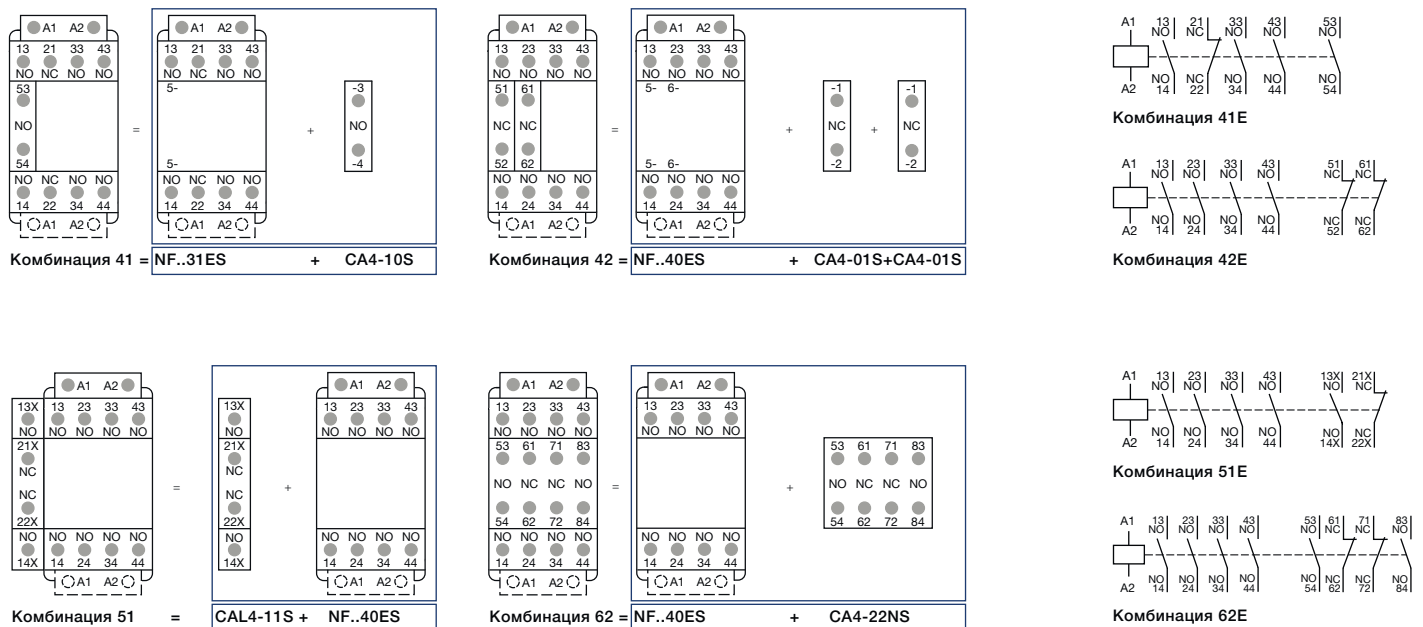 A1 A2
13 21 33 43
NO NC NO NO
53
NO
54
NO NC NO NO
14 22 34 44
A1 A2
=
A1 A2
13 21 33 43
NO NC NO NO
5-
5-
NO NC NO NO
14 22 34 44
A1 A2
+
-3
NO
-4
Комбинация 41 = NF..31ES + CA4-10S
A1 A2
13 23 33 43
NO NO NO NO
51 61
NC NC
52 62
NO NO NO NO
14 24 34 44
A1 A2
=
A1 A2
13 23 33 43
NO NO NO NO
5- 6-
5- 6-
NO NO NO NO
14 24 34 44
A1 A2
+
-1
NC
-2
+
-1
NC
-2
Комбинация 42 = NF..40ES + CA4-01S+CA4-01S
A1 13 21 33 43 53
NO NC NO NO NO
NO NC NO NO NO
A2 14 22 34 44 54
Комбинация 41E
A1 13 23 33 43 51 61
NO NO NO NO NC NC
NO NO NO NO NC NC
A2 14 24 34 44 52 62
Комбинация 42E
A1 A2
13X 13 23 33 43
NO NO NO NO NO
21X
NC
NC
22X
NO NO NO NO NO
14X 14 24 34 44
A1 A2
=
13X
NO
21X
NC
NC
22X
NO
14X
+
A1 A2
13 23 33 43
NO NO NO NO
NO NO NO NO
14 24 34 44
A1 A2
Комбинация 51 = CAL4-11S + NF..40ES
A1 A2
13 23 33 43
NO NO NO NO
53 61 71 83
NO NC NC NO
54 62 72 84
NO NO NO NO
14 24 34 44
A1 A2
=
A1 A2
13 23 33 43
NO NO NO NO
NO NO NO NO
14 24 34 44
A1 A2
+
53 61 71 83
NO NC NC NO
54 62 72 84
Комбинация 62 = NF..40ES + CA4-22NS
A1 13 23 33 43 13X 21X
NO NO NO NO NO NC
NO NO NO NO NO NC
A2 14 24 34 44 14X 22X
Комбинация 51E
A1 13 23 33 43 53 61 71 83
NO NO NO NO NO NC NC NO
NO NO NO NO NO NC NC NO
A2 14 24 34 44 54 62 72 84
Комбинация 62E